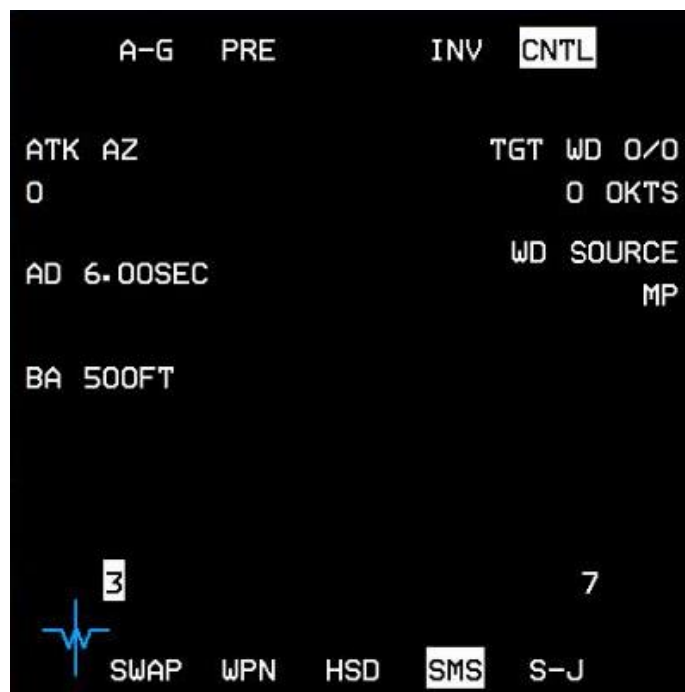 A-G PRE INV CNTL
ATK AZ TGT WD 0/0
0 0 0KTS
WD SOURCE
AD 6.00SEC
MP
BA 500FT
3 7
SWAP WPN HSD SMS S-J